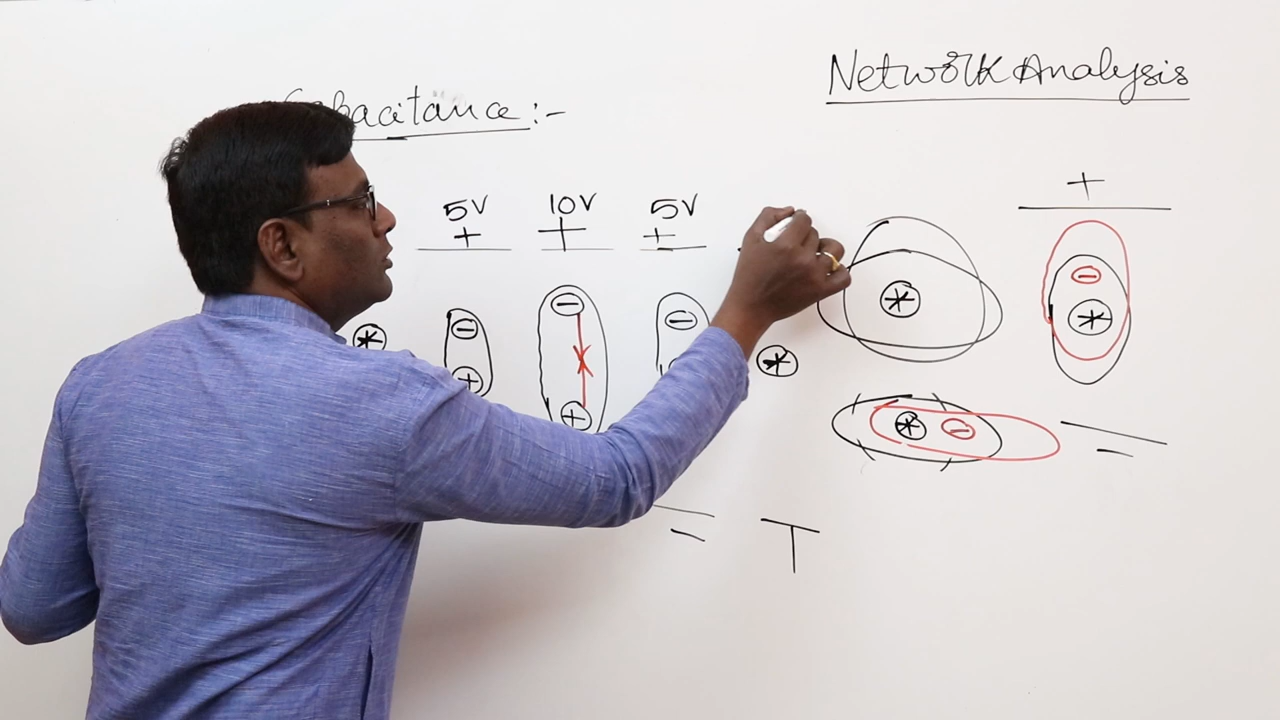 Network Analysis
Capacitance :-
+
5V 10V 5V
+ + +
− − −
+ +
−
−